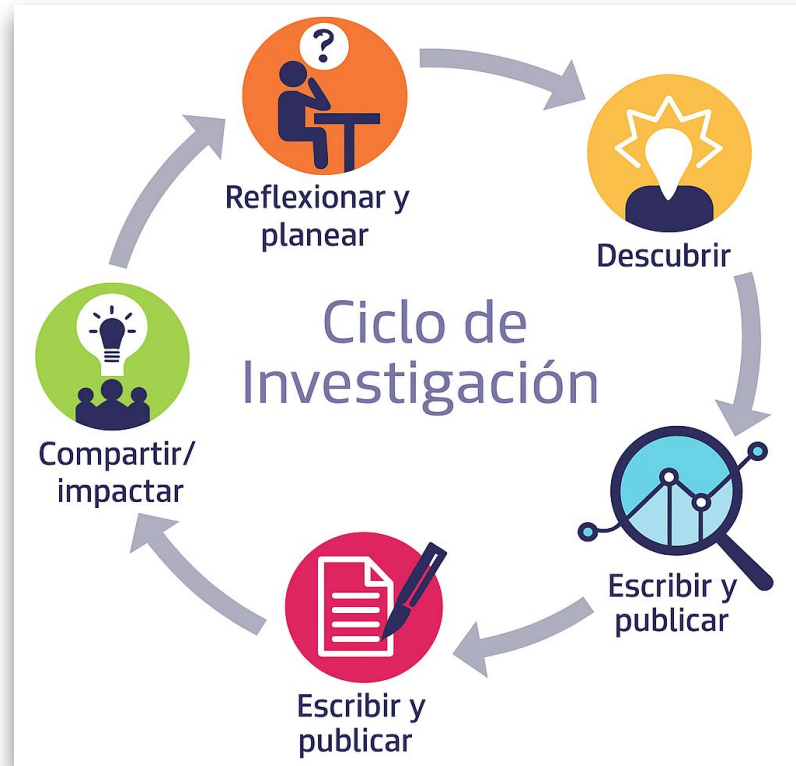 Reflexionar y
planear
Descubrir
Ciclo de
Investigación
Compartir/
impactar
Escribir y
publicar
Escribir y
publicar
?